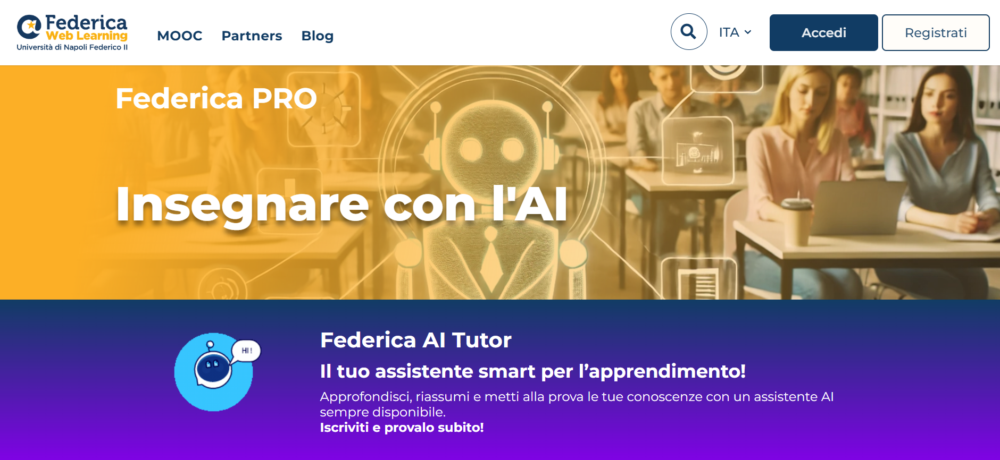 Federica
Web Learning
Università di Napoli Federico II
MOOC
Partners
Blog
ITA
Accedi
Registrati
Federica PRO
Insegnare con l'AI
HI!
Federica AI Tutor
Il tuo assistente smart per l’apprendimento!
Approfondisci, riassumi e metti alla prova le tue conoscenze con un assistente AI
sempre disponibile.
Iscriviti e provalo subito!